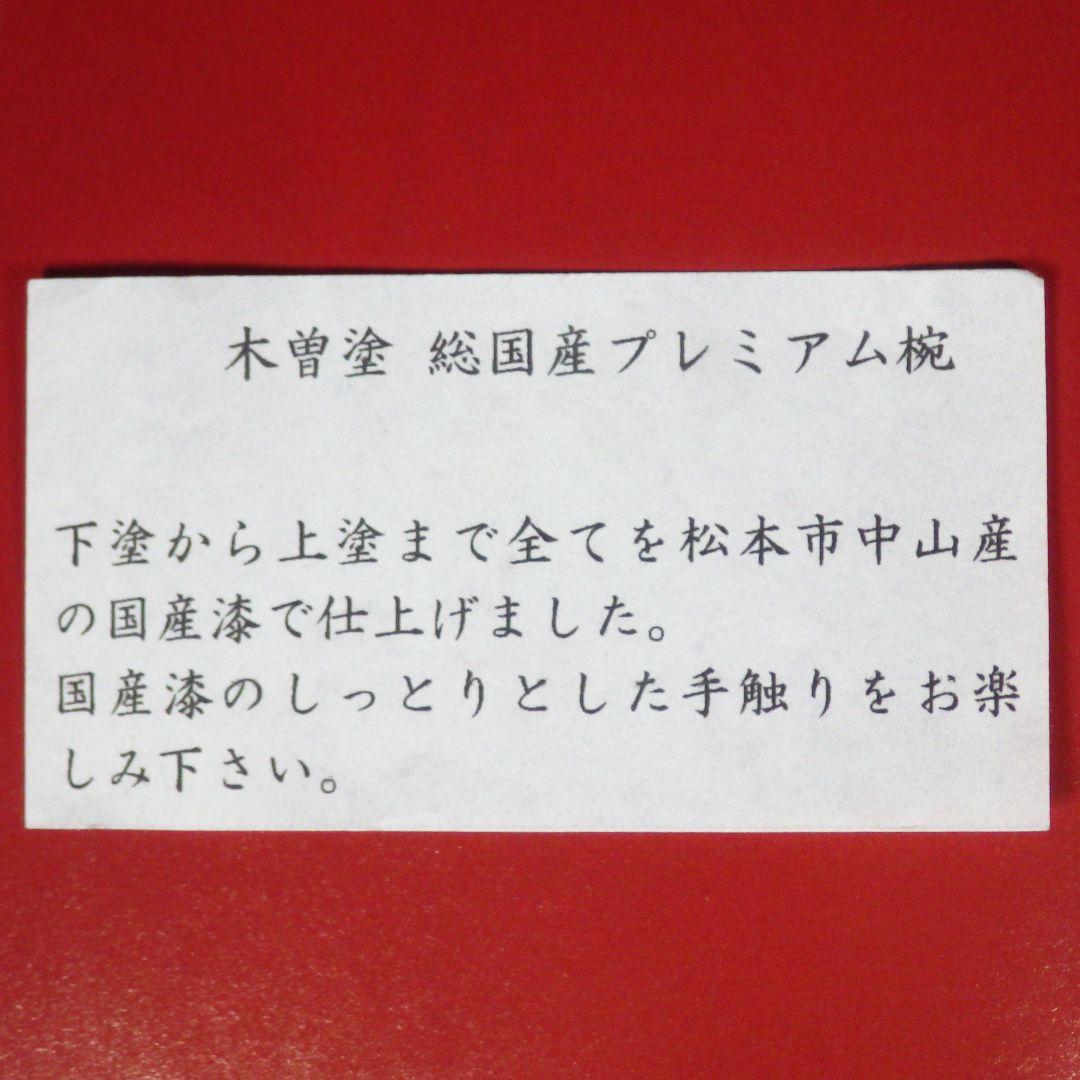 木曽塗 総国産プレミアム椀
下塗から上塗まで全てを松本市中山産
の国産漆で仕上げました。
国産漆のしっとりとした手触りをお楽
しみ下さい。